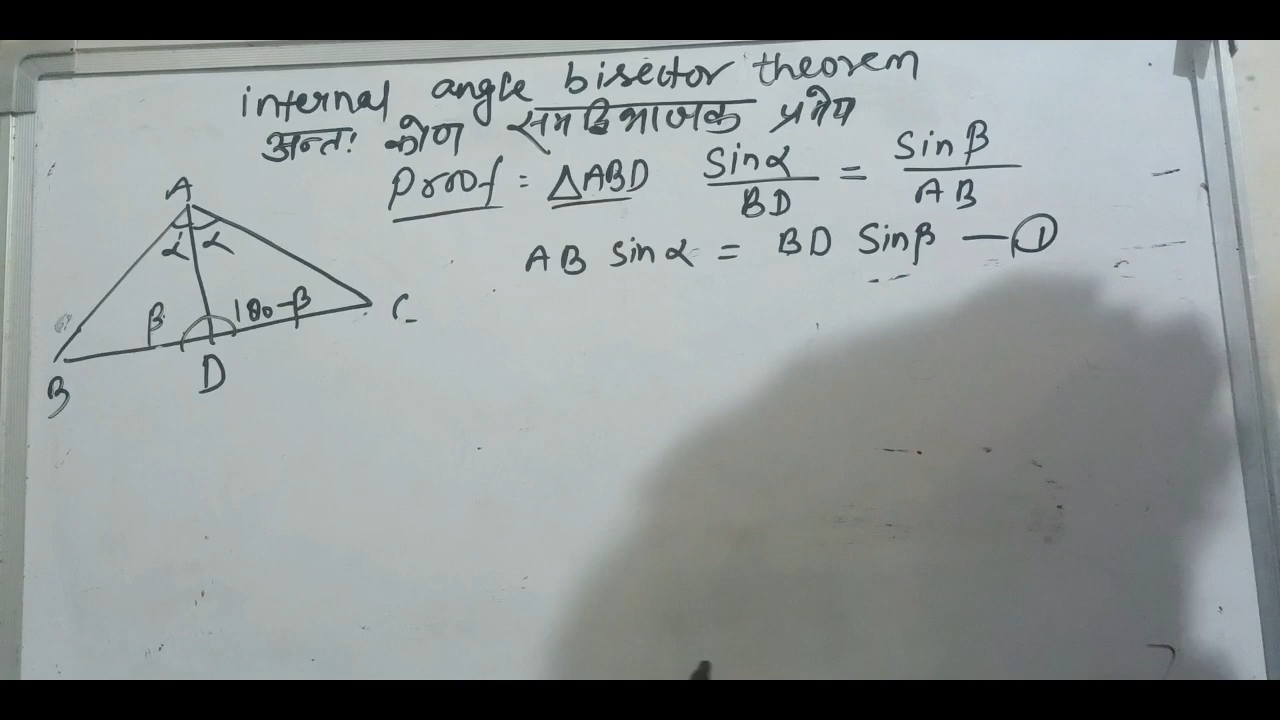 internal angle bisector theorem
अन्तः कोण समद्विभाजक प्रमेय
Proof : △ABD Sinα/BD = Sinβ/AB
AB sinα = BD Sinβ — ①
A
α α
β 180-β C
B D